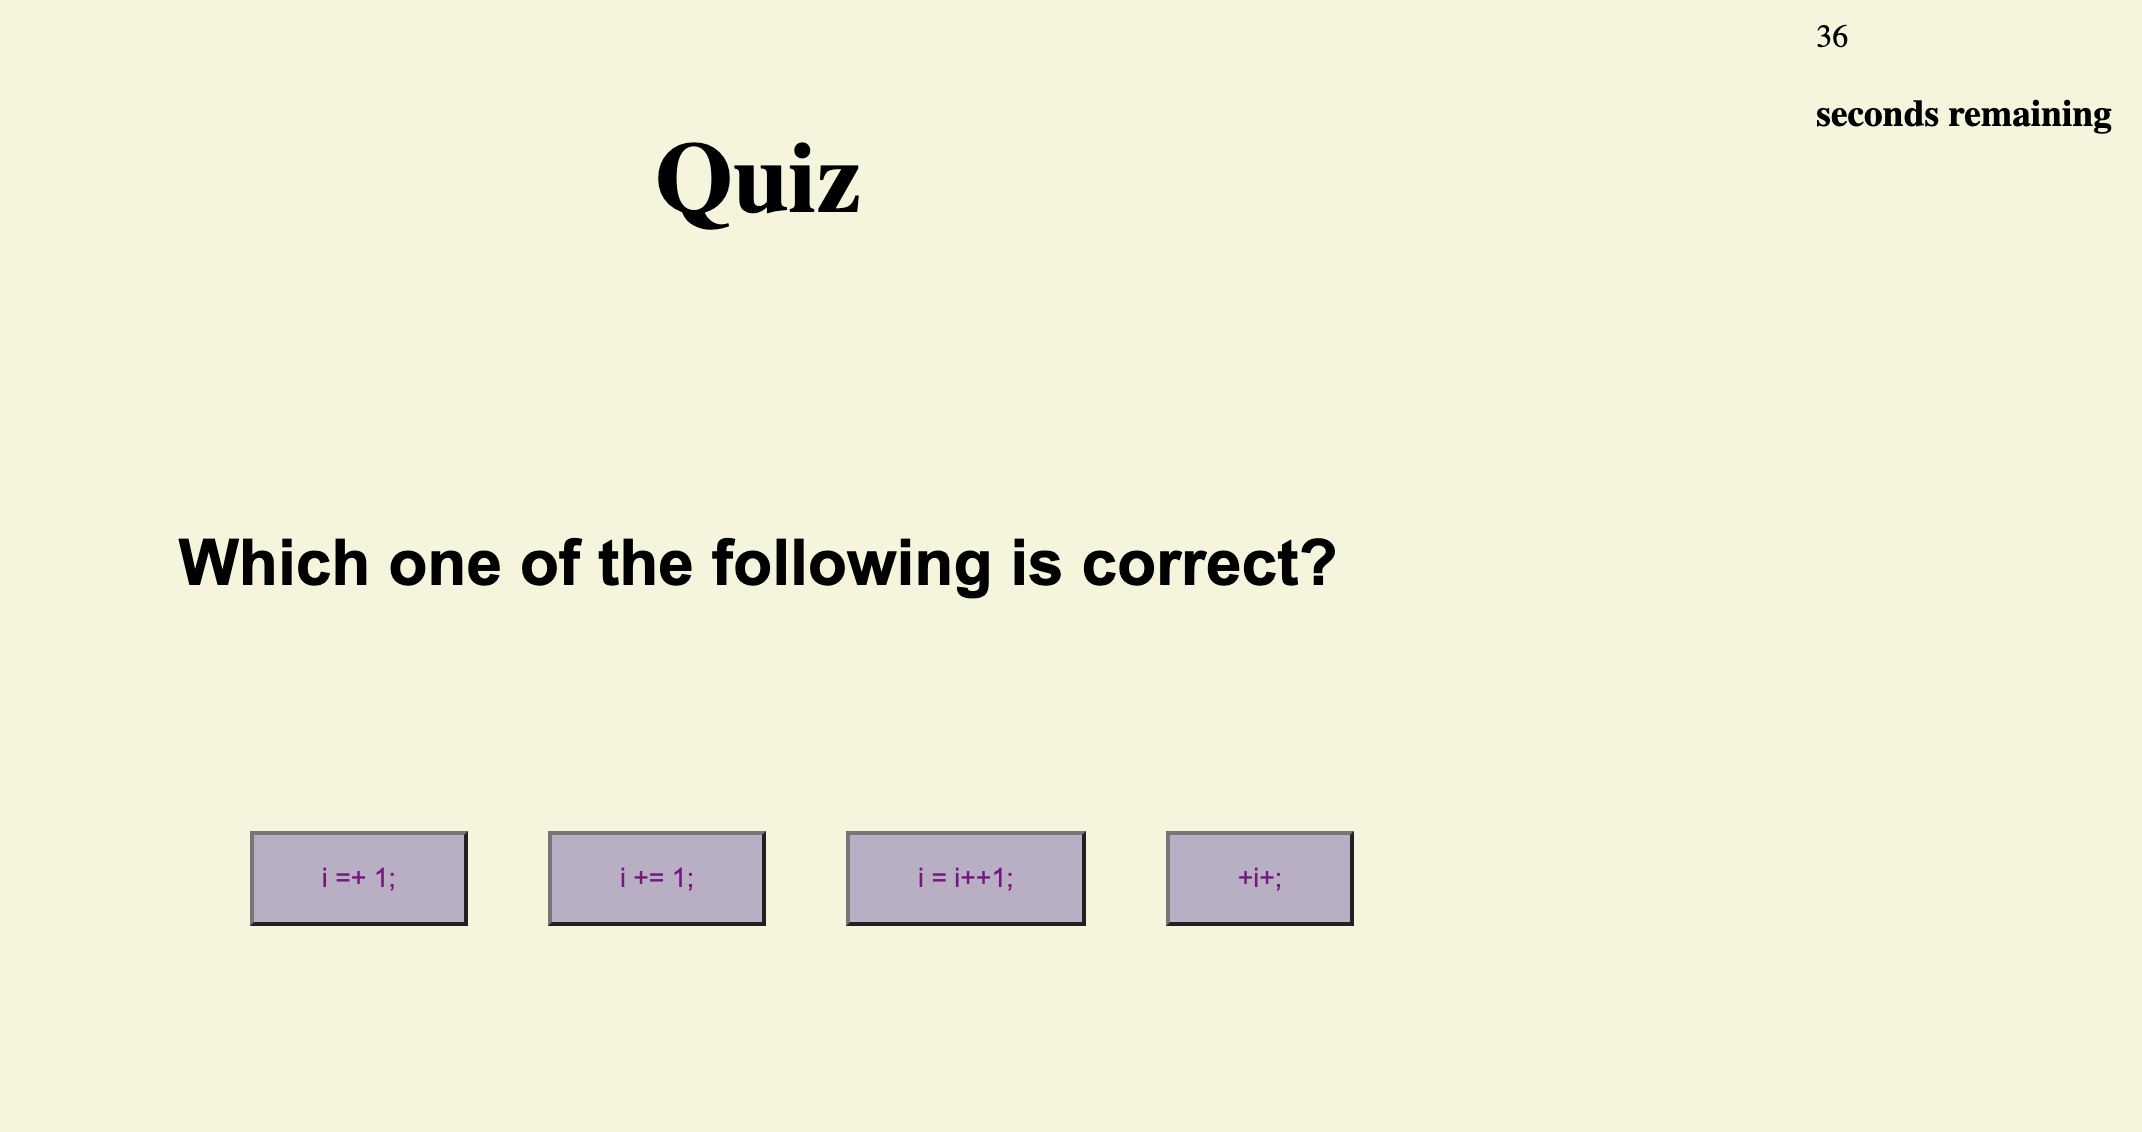 36
seconds remaining
Quiz
Which one of the following is correct?
i =+ 1;
i += 1;
i = i++1;
+i+;